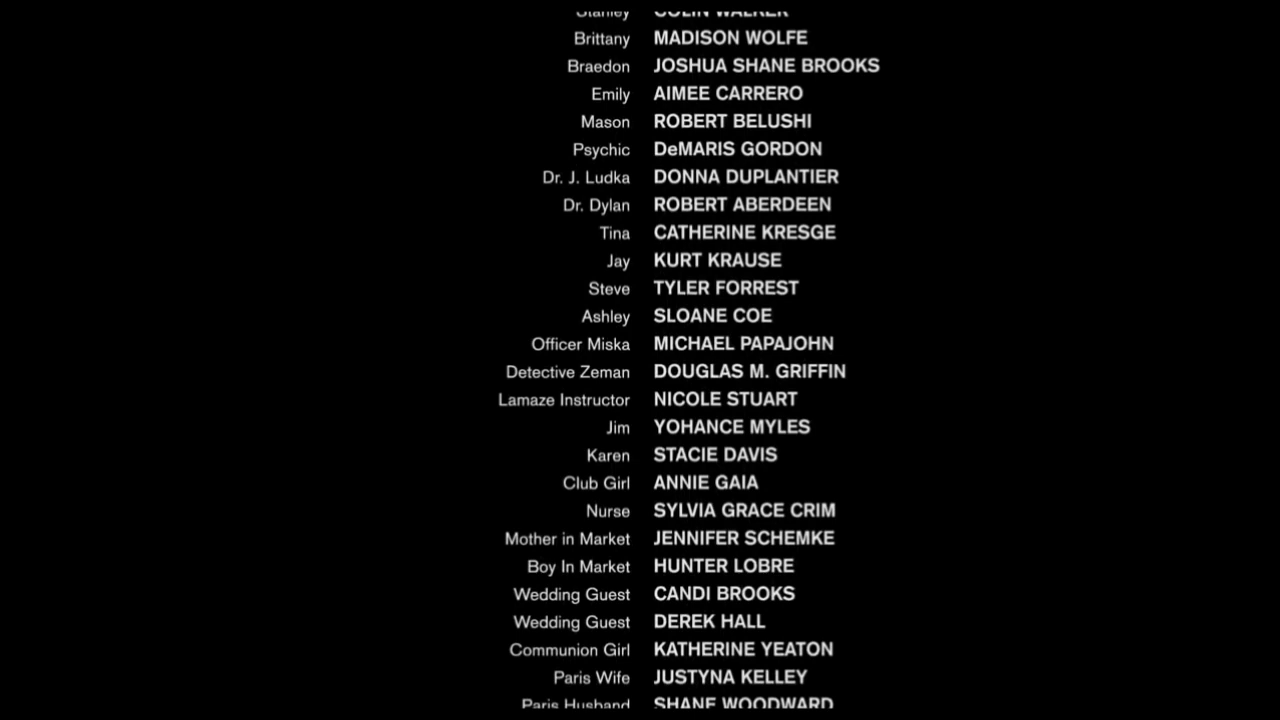 Stanley COLIN WALKER
Brittany MADISON WOLFE
Braedon JOSHUA SHANE BROOKS
Emily AIMEE CARRERO
Mason ROBERT BELUSHI
Psychic DeMARIS GORDON
Dr. J. Ludka DONNA DUPLANTIER
Dr. Dylan ROBERT ABERDEEN
Tina CATHERINE KRESGE
Jay KURT KRAUSE
Steve TYLER FORREST
Ashley SLOANE COE
Officer Miska MICHAEL PAPAJOHN
Detective Zeman DOUGLAS M. GRIFFIN
Lamaze Instructor NICOLE STUART
Jim YOHANCE MYLES
Karen STACIE DAVIS
Club Girl ANNIE GAIA
Nurse SYLVIA GRACE CRIM
Mother in Market JENNIFER SCHEMKE
Boy In Market HUNTER LOBRE
Wedding Guest CANDI BROOKS
Wedding Guest DEREK HALL
Communion Girl KATHERINE YEATON
Paris Wife JUSTYNA KELLEY
Paris Husband SHANE WOODWARD